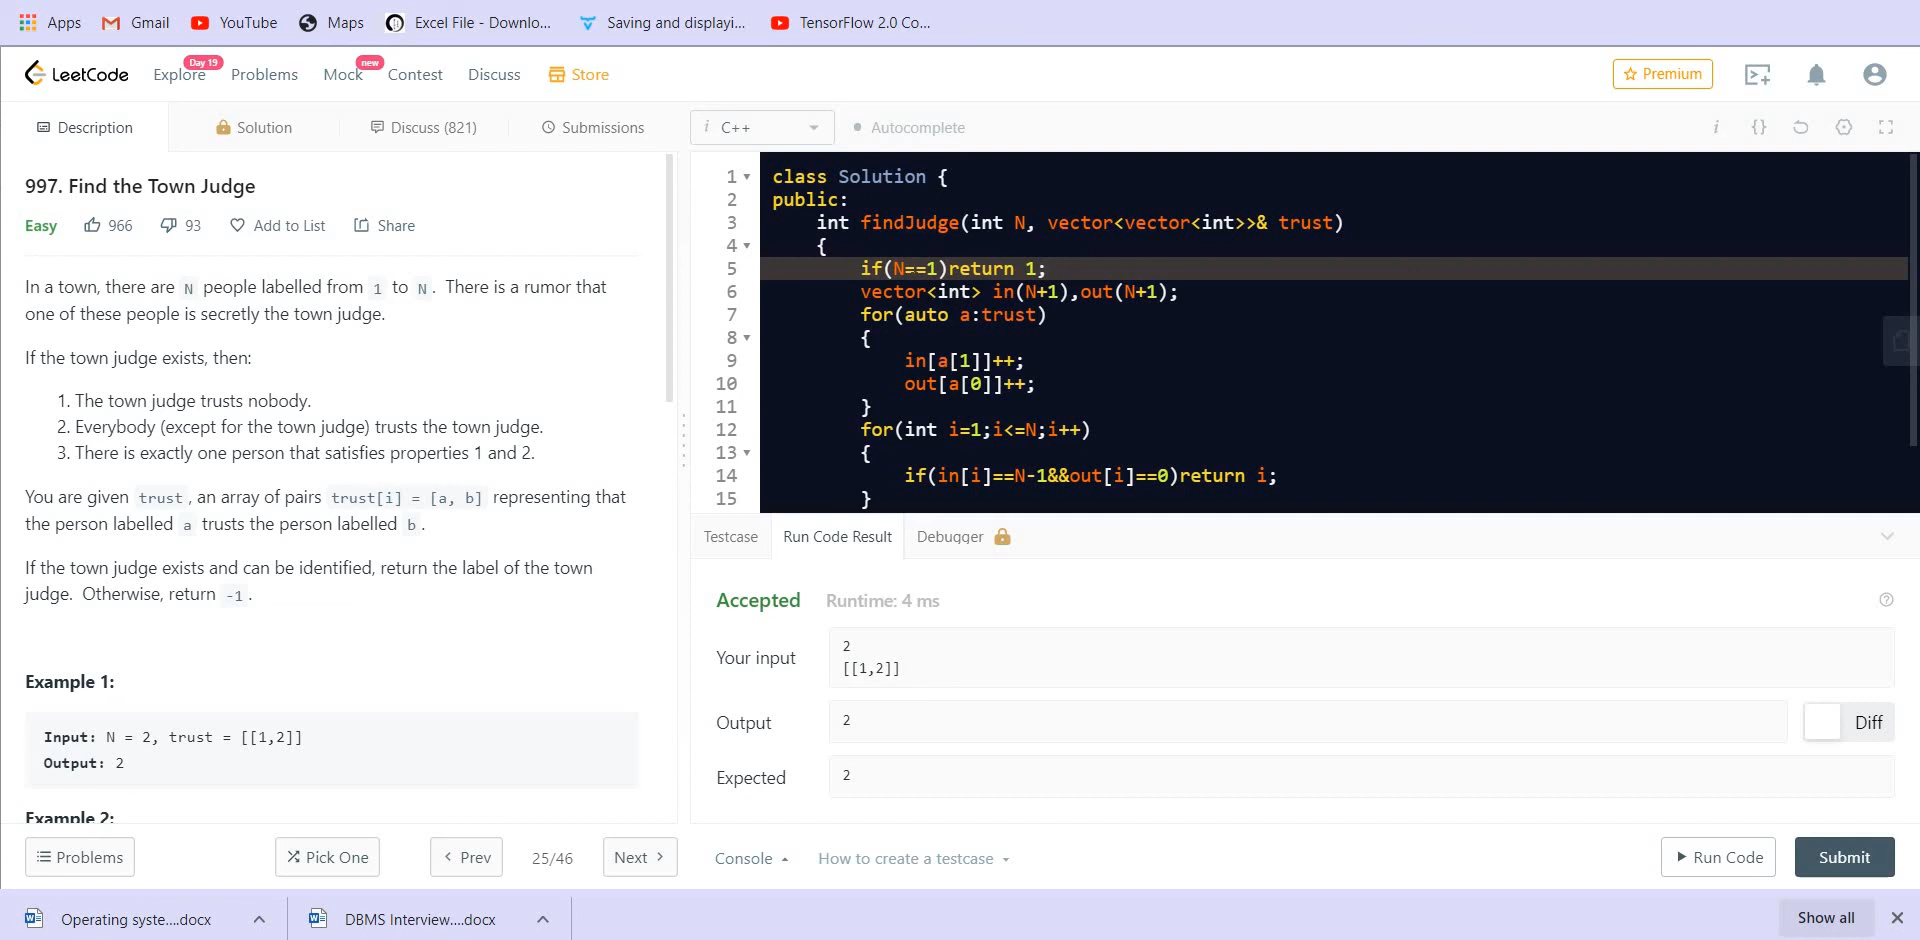 Apps Gmail YouTube Maps Excel File - Downlo... Saving and displayi... TensorFlow 2.0 Co...
LeetCode Explore Day 19 Problems Mock new Contest Discuss Store Premium
Description Solution Discuss (821) Submissions i C++ Autocomplete i {}
997. Find the Town Judge
Easy 966 93 Add to List Share
In a town, there are N people labelled from 1 to N. There is a rumor that
one of these people is secretly the town judge.
If the town judge exists, then:
1. The town judge trusts nobody.
2. Everybody (except for the town judge) trusts the town judge.
3. There is exactly one person that satisfies properties 1 and 2.
You are given trust, an array of pairs trust[i] = [a, b] representing that
the person labelled a trusts the person labelled b.
If the town judge exists and can be identified, return the label of the town
judge. Otherwise, return -1.
Example 1:
Input: N = 2, trust = [[1,2]]
Output: 2
Example 2:
Problems Pick One Prev 25/46 Next
1 class Solution {
2 public:
3 int findJudge(int N, vector<vector<int>>& trust)
4 {
5 if(N==1)return 1;
6 vector<int> in(N+1),out(N+1);
7 for(auto a:trust)
8 {
9 in[a[1]]++;
10 out[a[0]]++;
11 }
12 for(int i=1;i<=N;i++)
13 {
14 if(in[i]==N-1&&out[i]==0)return i;
15 }
Testcase Run Code Result Debugger
Accepted Runtime: 4 ms
Your input
2
[[1,2]]
Output 2 Diff
Expected 2
Console How to create a testcase Run Code Submit
Operating syste....docx DBMS Interview....docx Show all